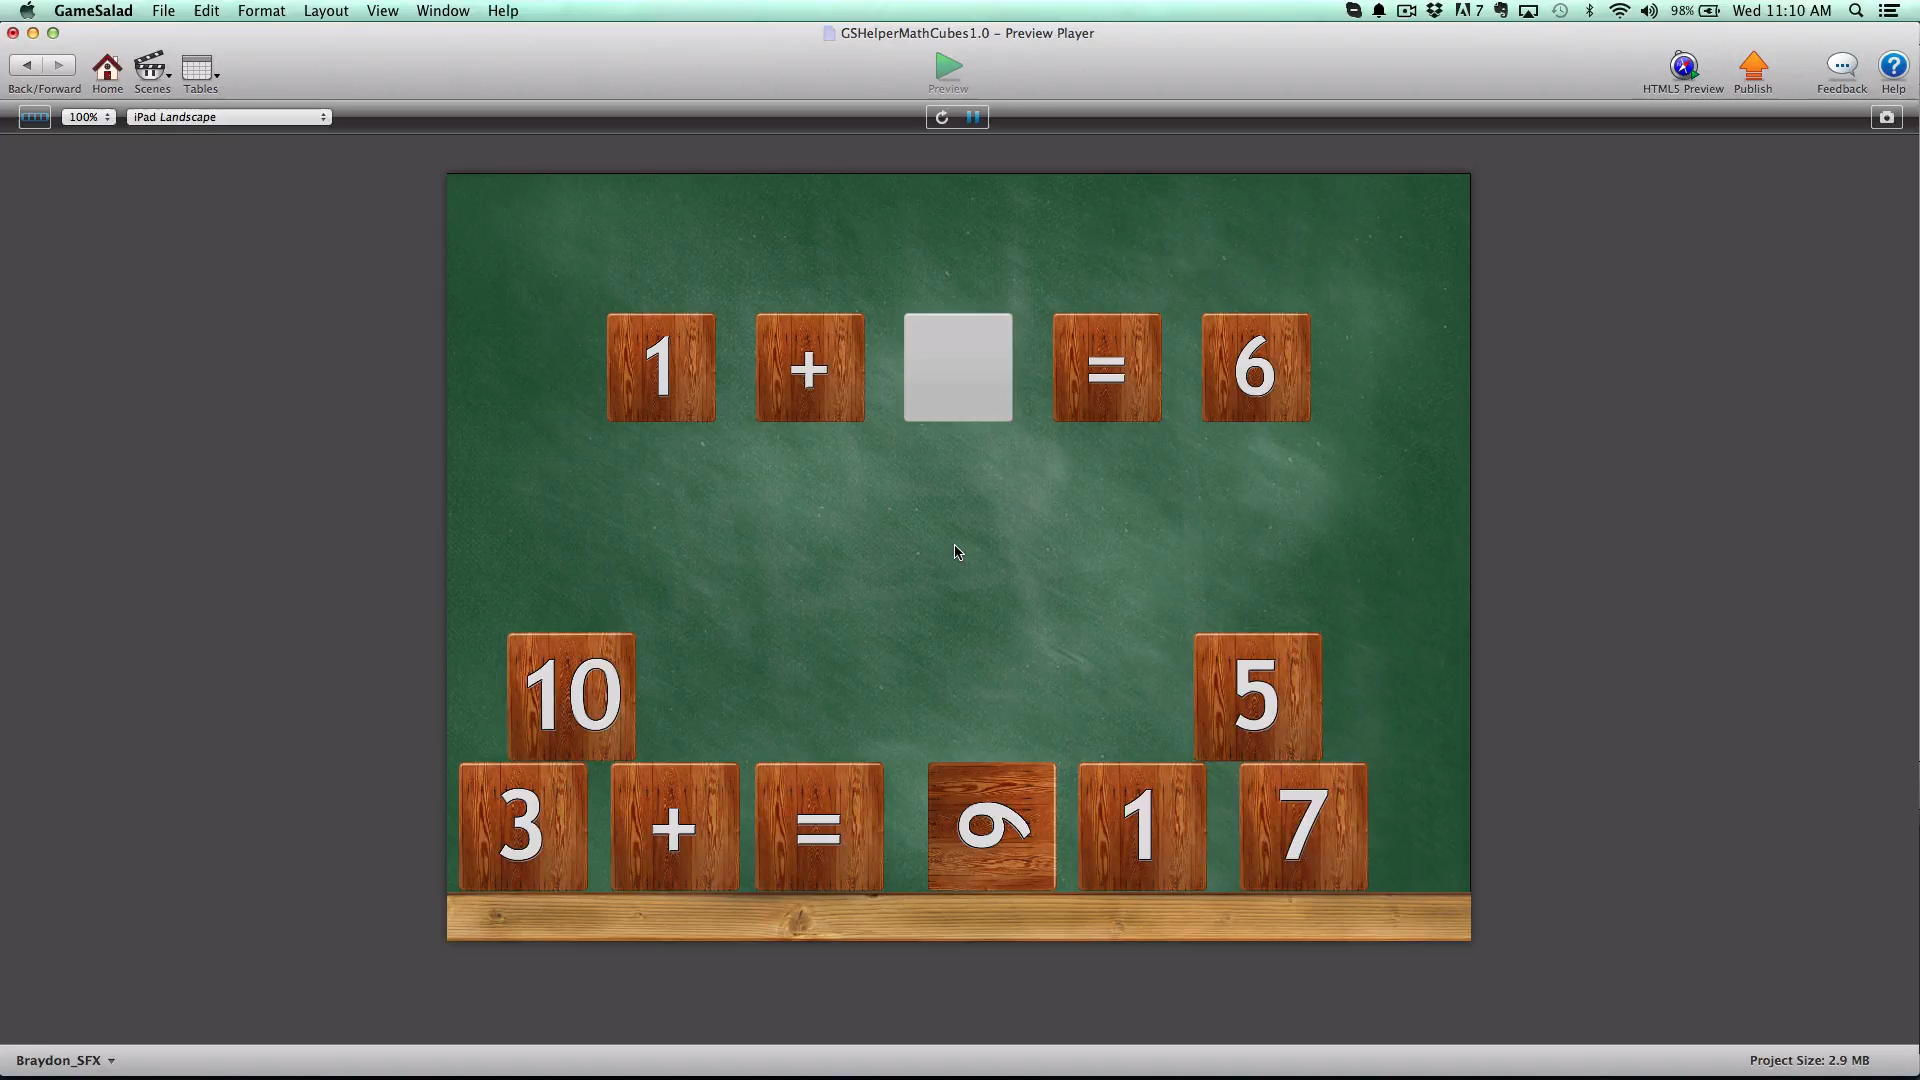 GameSalad File Edit Format Layout View Window Help 7 98% Wed 11:10 AM
GSHelperMathCubes1.0 – Preview Player
Back/Forward Home Scenes Tables Preview HTML5 Preview Publish Feedback Help
100% iPad Landscape
1 + = 6
10 5
3 + = 9 1 7
Braydon_SFX Project Size: 2.9 MB